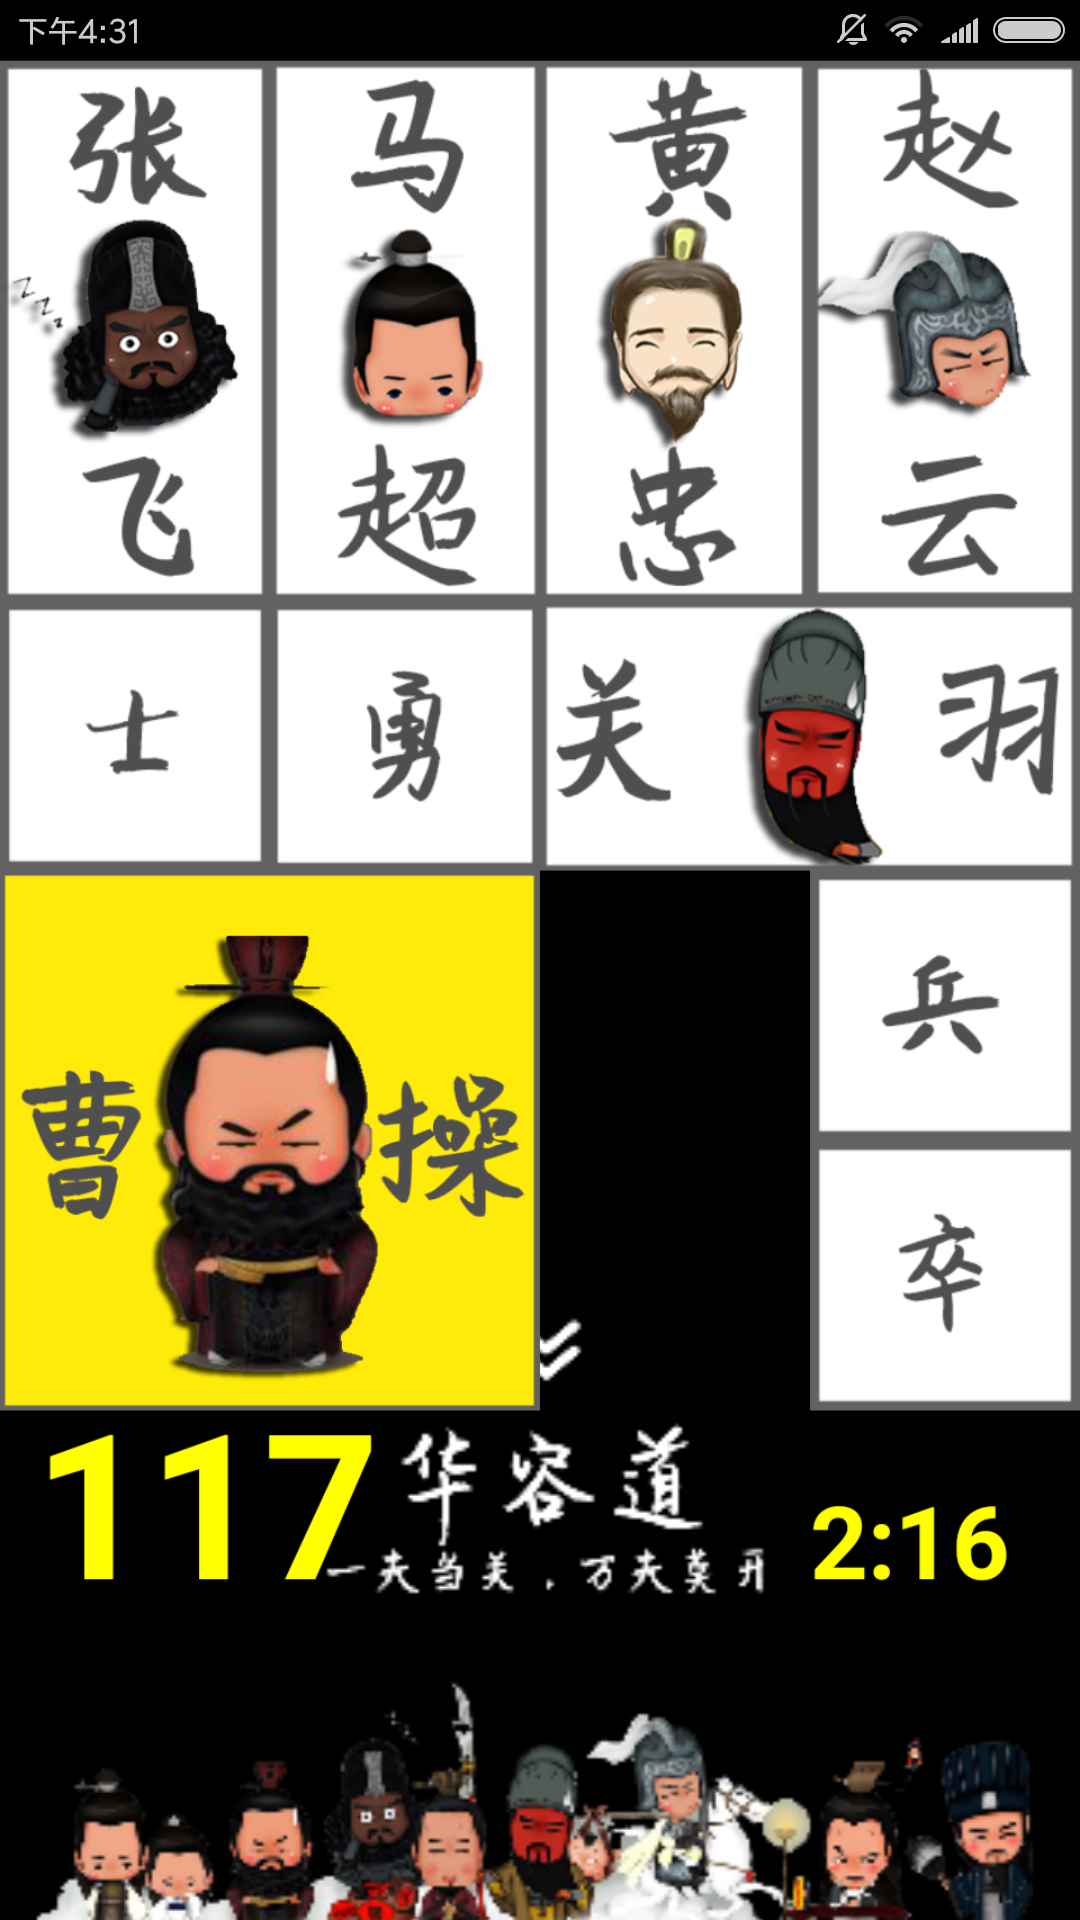 下午4:31
张飞
马超
黄忠
赵云
士
勇
关羽
曹操
兵
卒
117
华容道
2:16
一夫当关，万夫莫开